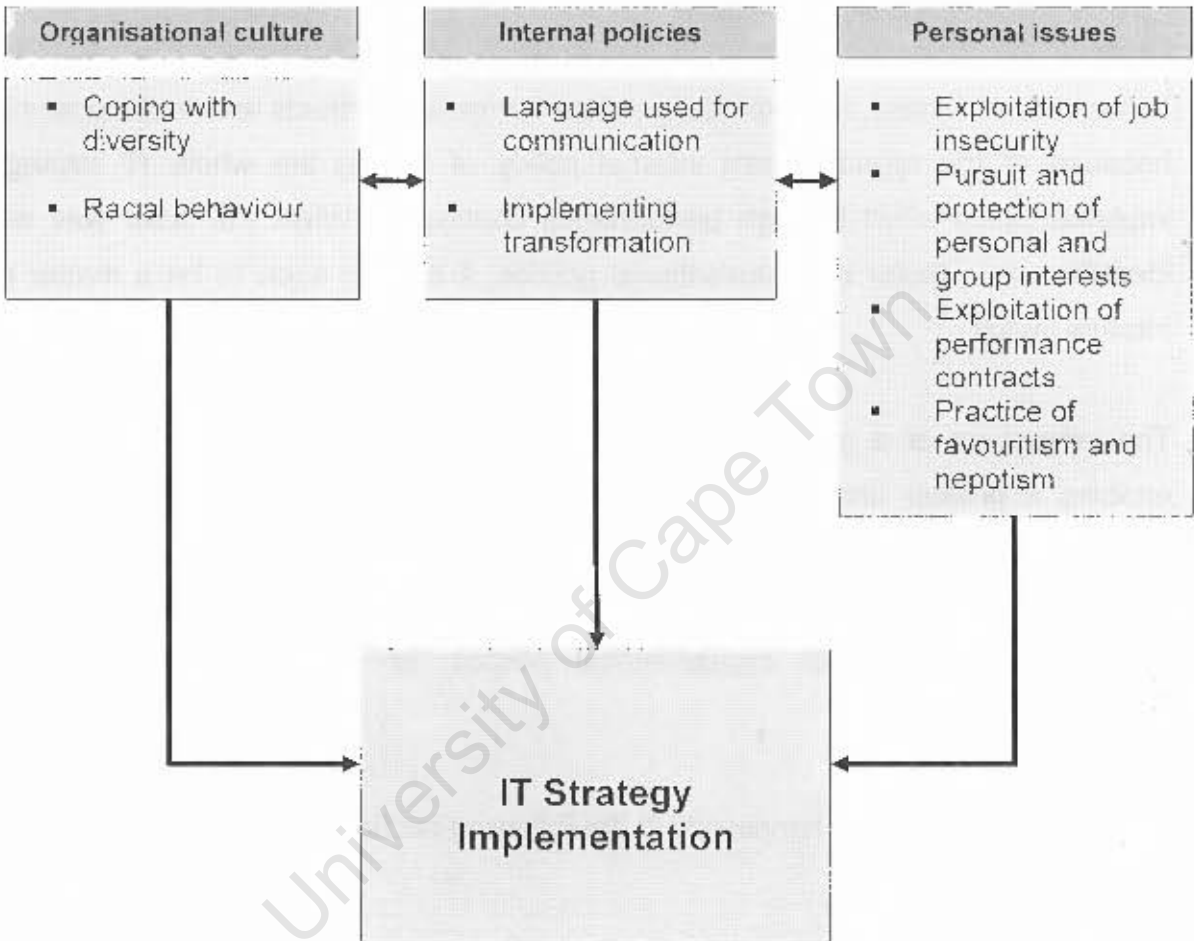 Organisational culture
Internal policies
Personal issues
▪ Coping with
diversity
▪ Racial behaviour
▪ Language used for
communication
▪ Implementing
transformation
▪ Exploitation of job
insecurity
▪ Pursuit and
protection of
personal and
group interests
▪ Exploitation of
performance
contracts
▪ Practice of
favouritism and
nepotism
IT Strategy
Implementation
University of Cape Town